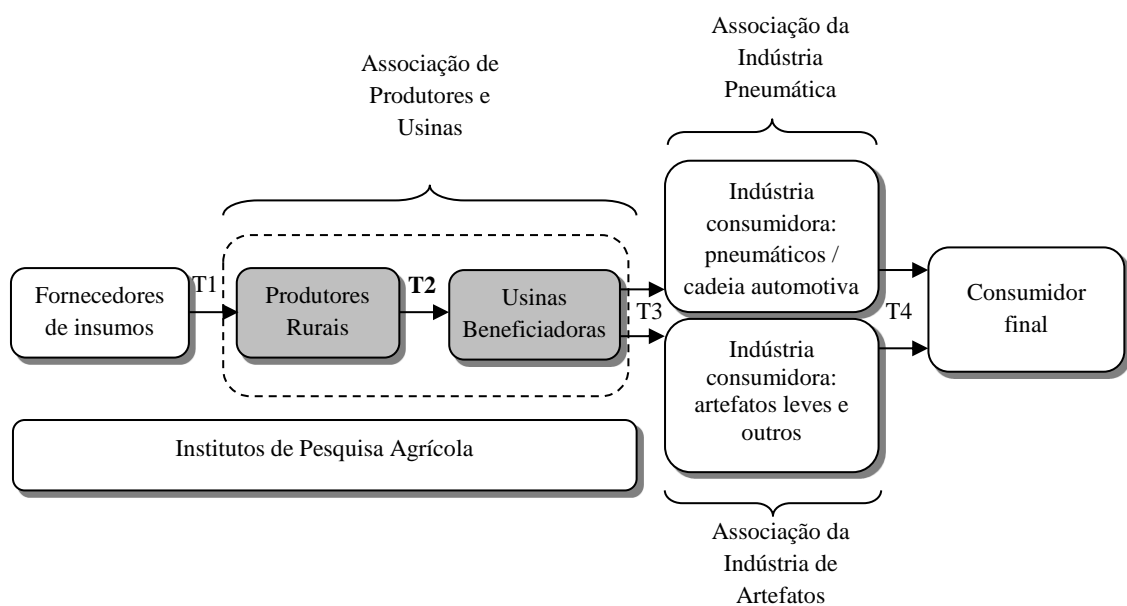 Associação de
Produtores e
Usinas
Associação da
Indústria
Pneumática
Fornecedores
de insumos
T1
Produtores
Rurais
T2
Usinas
Beneficiadoras
T3
Indústria
consumidora:
pneumáticos /
cadeia automotiva
Indústria
consumidora:
artefatos leves e
outros
T4
Consumidor
final
Institutos de Pesquisa Agrícola
Associação da
Indústria de
Artefatos